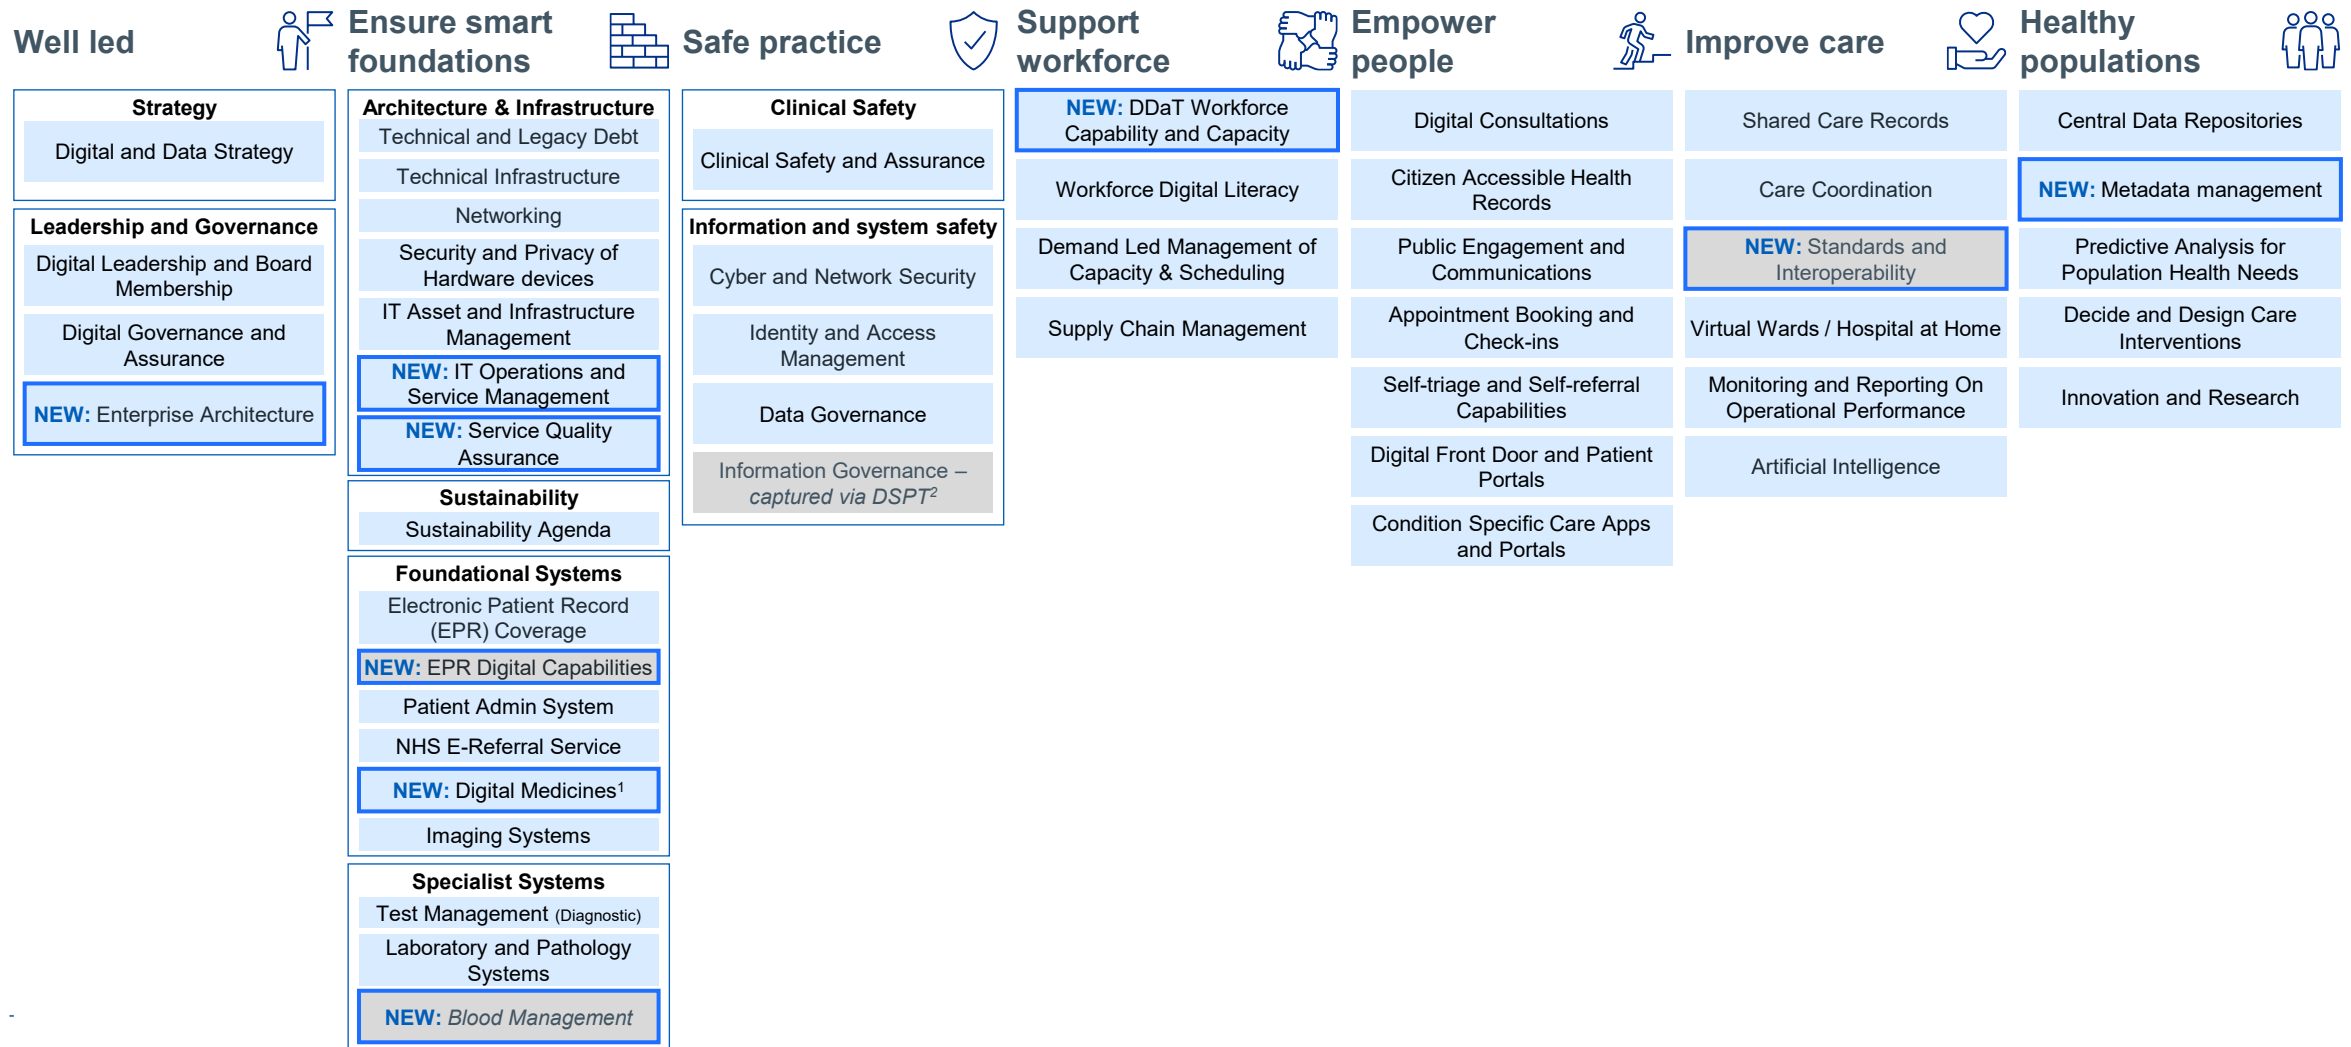 Well led
Strategy
Digital and Data Strategy
Leadership and Governance
Digital Leadership and Board
Membership
Digital Governance and
Assurance
NEW: Enterprise Architecture
Ensure smart
foundations
Architecture & Infrastructure
Technical and Legacy Debt
Technical Infrastructure
Networking
Security and Privacy of
Hardware devices
IT Asset and Infrastructure
Management
NEW: IT Operations and
Service Management
NEW: Service Quality
Assurance
Sustainability
Sustainability Agenda
Foundational Systems
Electronic Patient Record
(EPR) Coverage
NEW: EPR Digital Capabilities
Patient Admin System
NHS E-Referral Service
NEW: Digital Medicines¹
Imaging Systems
Specialist Systems
Test Management (Diagnostic)
Laboratory and Pathology
Systems
NEW: Blood Management
Safe practice
Clinical Safety
Clinical Safety and Assurance
Information and system safety
Cyber and Network Security
Identity and Access
Management
Data Governance
Information Governance –
captured via DSPT²
Support
workforce
NEW: DDaT Workforce
Capability and Capacity
Workforce Digital Literacy
Demand Led Management of
Capacity & Scheduling
Supply Chain Management
Empower
people
Digital Consultations
Citizen Accessible Health
Records
Public Engagement and
Communications
Appointment Booking and
Check-ins
Self-triage and Self-referral
Capabilities
Digital Front Door and Patient
Portals
Condition Specific Care Apps
and Portals
Improve care
Shared Care Records
Care Coordination
NEW: Standards and
Interoperability
Virtual Wards / Hospital at Home
Monitoring and Reporting On
Operational Performance
Artificial Intelligence
Healthy
populations
Central Data Repositories
NEW: Metadata management
Predictive Analysis for
Population Health Needs
Decide and Design Care
Interventions
Innovation and Research
-